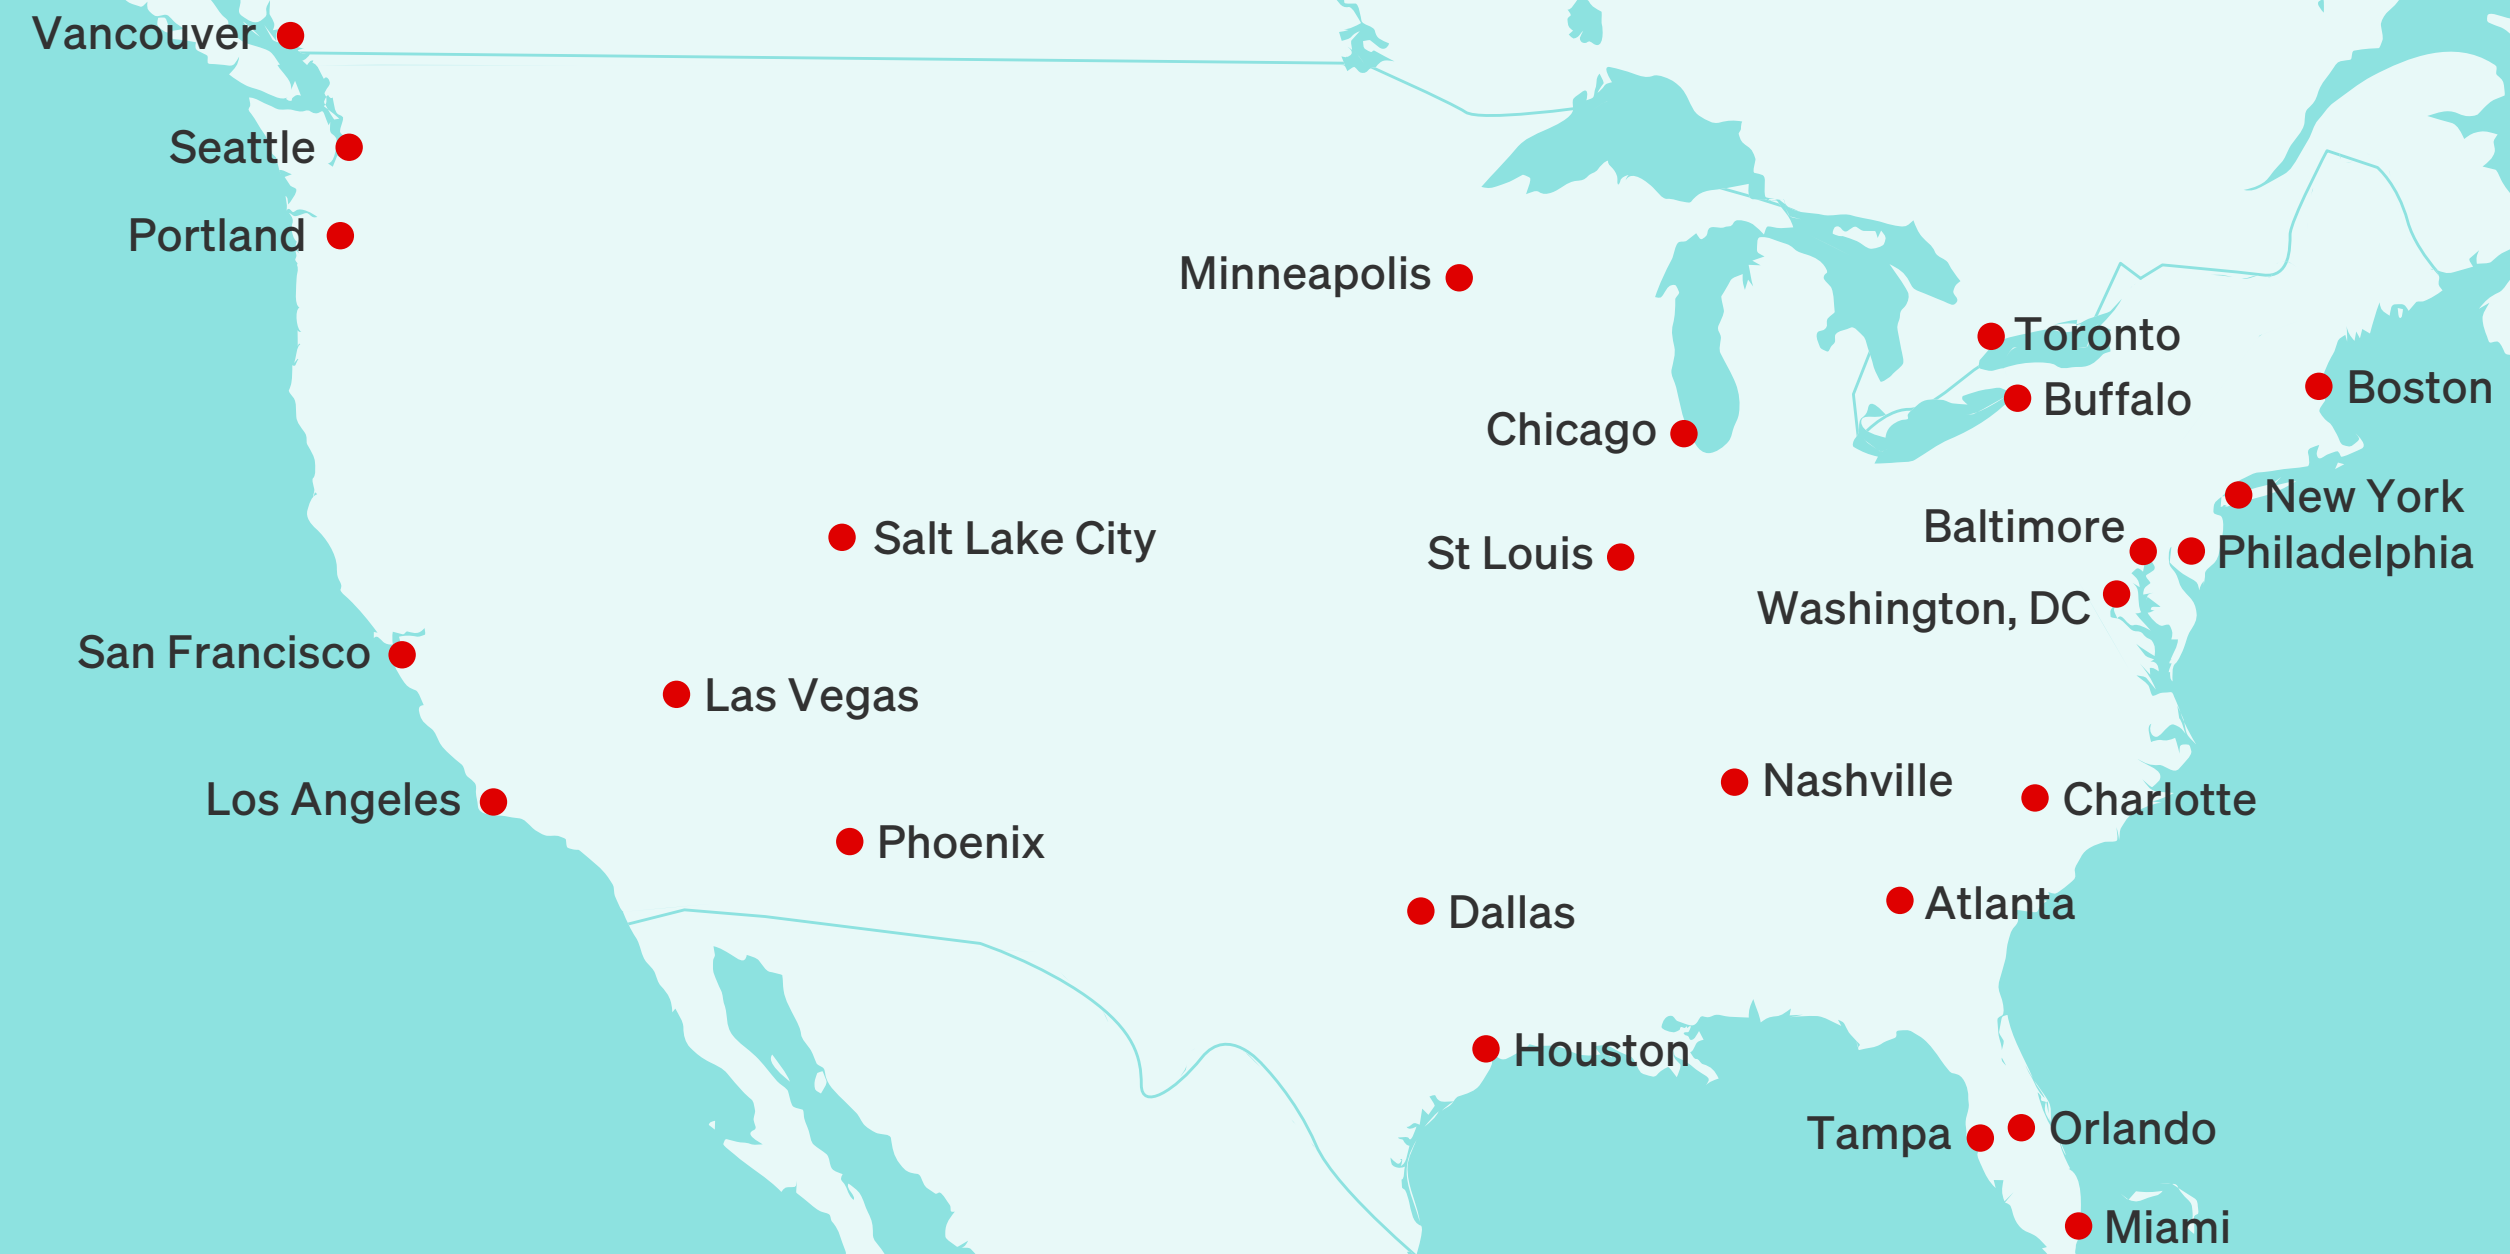 Vancouver
Seattle
Portland
Minneapolis
Toronto
Boston
Buffalo
Chicago
New York
Baltimore
Salt Lake City
St Louis
Philadelphia
Washington, DC
San Francisco
Las Vegas
Nashville
Los Angeles
Charlotte
Phoenix
Atlanta
Dallas
Houston
Orlando
Tampa
Miami